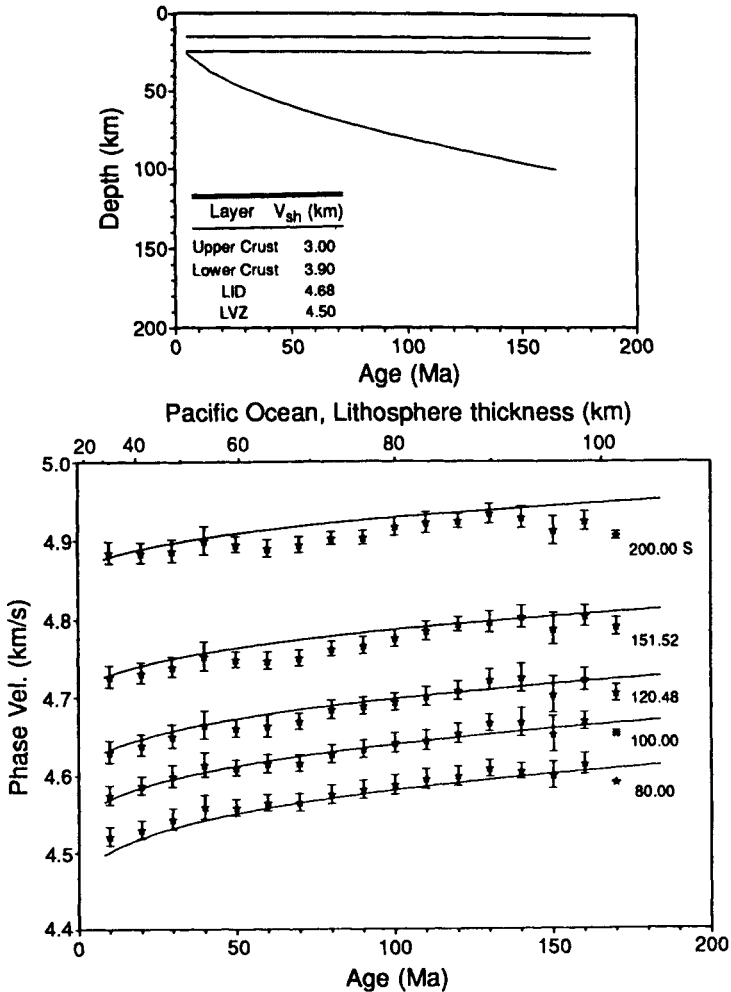 0
50
100
150
200
Depth (km)
Layer V_sh (km)
Upper Crust 3.00
Lower Crust 3.90
LID 4.68
LVZ 4.50
0 50 100 150 200
Age (Ma)
Pacific Ocean, Lithosphere thickness (km)
20 40 60 80 100
5.0
4.9
4.8
4.7
4.6
4.5
4.4
Phase Vel. (km/s)
200.00 S
151.52
120.48
100.00
80.00
0 50 100 150 200
Age (Ma)